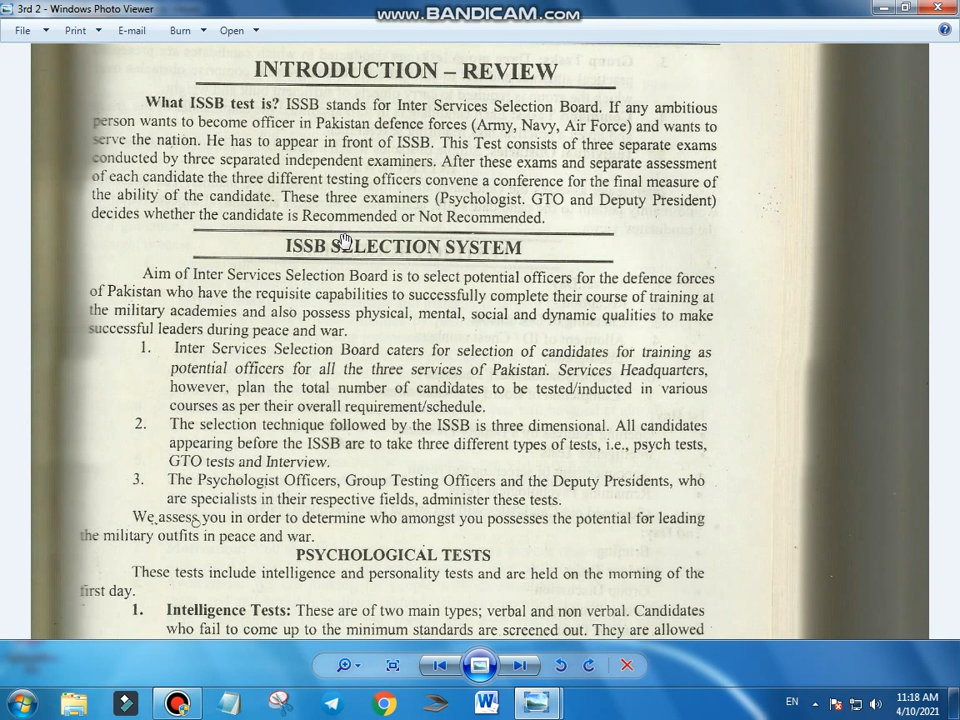 3rd 2 - Windows Photo Viewer
www.BANDICAM.com
File Print E-mail Burn Open
INTRODUCTION – REVIEW
What ISSB test is? ISSB stands for Inter Services Selection Board. If any ambitious
person wants to become officer in Pakistan defence forces (Army, Navy, Air Force) and wants to
serve the nation. He has to appear in front of ISSB. This Test consists of three separate exams
conducted by three separated independent examiners. After these exams and separate assessment
of each candidate the three different testing officers convene a conference for the final measure of
the ability of the candidate. These three examiners (Psychologist. GTO and Deputy President)
decides whether the candidate is Recommended or Not Recommended.
ISSB SELECTION SYSTEM
Aim of Inter Services Selection Board is to select potential officers for the defence forces
of Pakistan who have the requisite capabilities to successfully complete their course of training at
the military academies and also possess physical, mental, social and dynamic qualities to make
successful leaders during peace and war.
1. Inter Services Selection Board caters for selection of candidates for training as
potential officers for all the three services of Pakistan. Services Headquarters,
however, plan the total number of candidates to be tested/inducted in various
courses as per their overall requirement/schedule.
2. The selection technique followed by the ISSB is three dimensional. All candidates
appearing before the ISSB are to take three different types of tests, i.e., psych tests,
GTO tests and Interview.
3. The Psychologist Officers, Group Testing Officers and the Deputy Presidents, who
are specialists in their respective fields, administer these tests.
We assess you in order to determine who amongst you possesses the potential for leading
the military outfits in peace and war.
PSYCHOLOGICAL TESTS
These tests include intelligence and personality tests and are held on the morning of the
first day.
1. Intelligence Tests: These are of two main types; verbal and non verbal. Candidates
who fail to come up to the minimum standards are screened out. They are allowed
EN
11:18 AM
4/10/2021